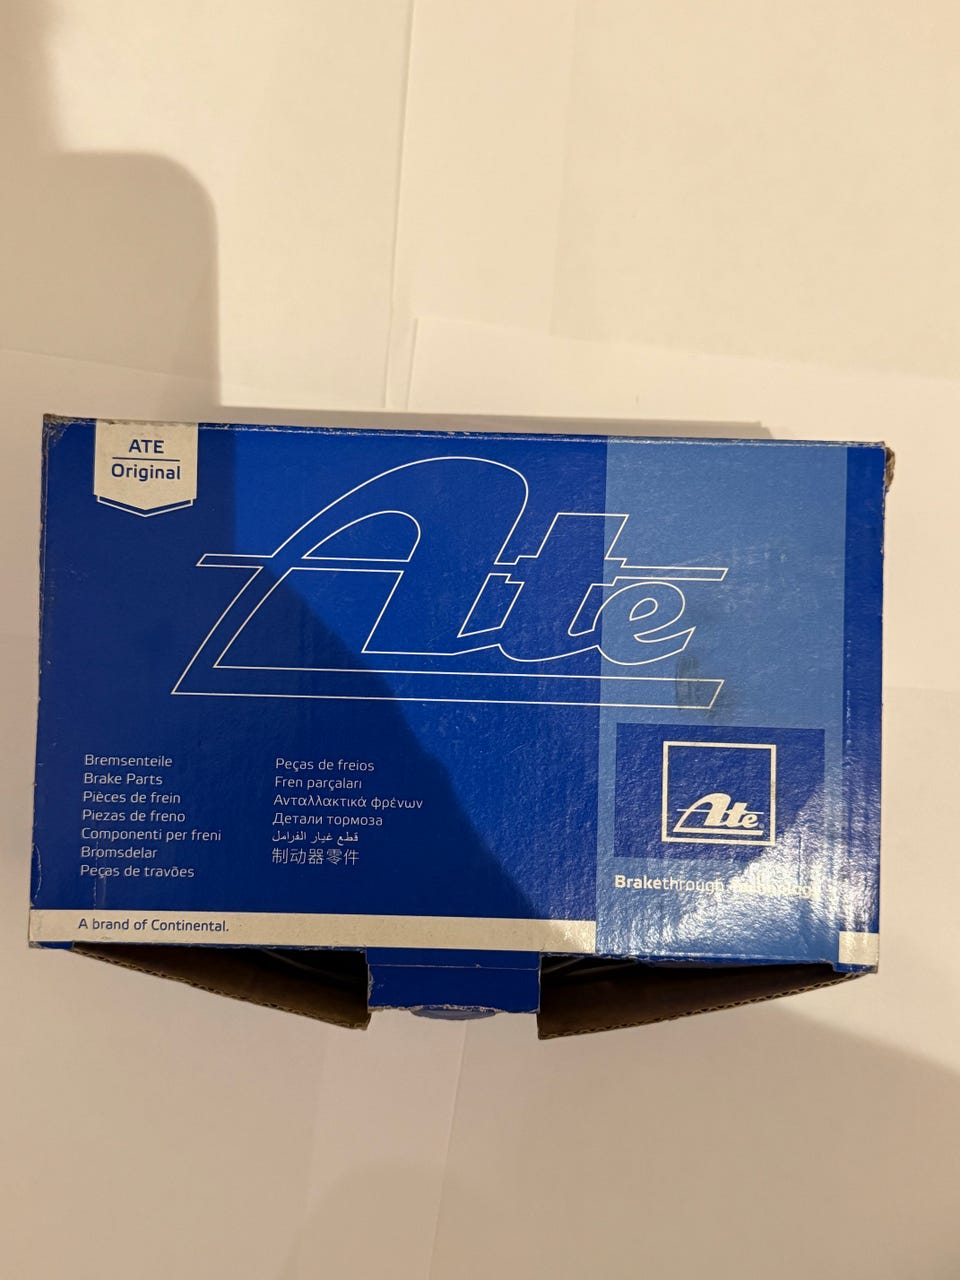 ATE
Original
Ate
Bremsenteile
Brake Parts
Pièces de frein
Piezas de freno
Componenti per freni
Bromsdelar
Peças de travões
Peças de freios
Fren parçaları
Ανταλλακτικά φρένων
Детали тормоза
قطع غيار الفرامل
制动器零件
Ate
Brakethrough Technology
A brand of Continental.